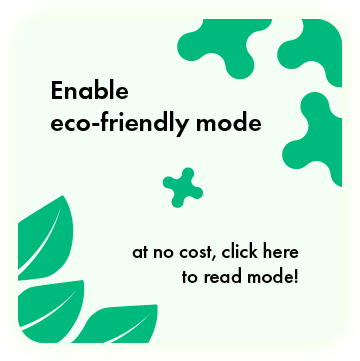 Enable
eco-friendly mode
at no cost, click here
to read mode!